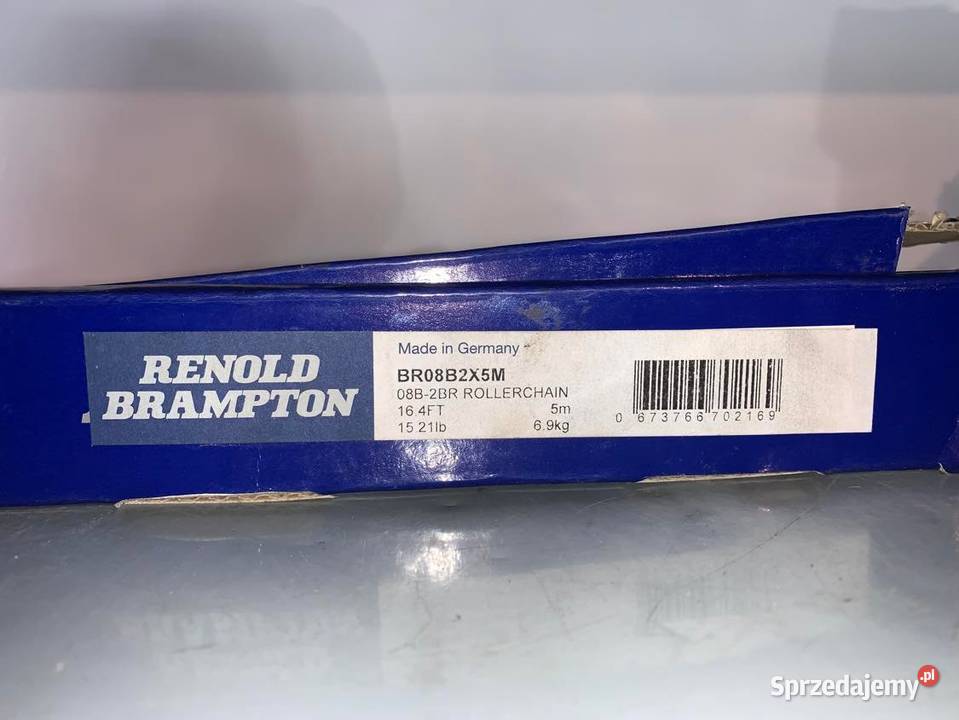 RENOLD
BRAMPTON
Made in Germany
BR08B2X5M
08B-2BR ROLLERCHAIN
16.4FT 5m
15.21lb 6.9kg
0 673766 702169
Sprzedajemy.pl